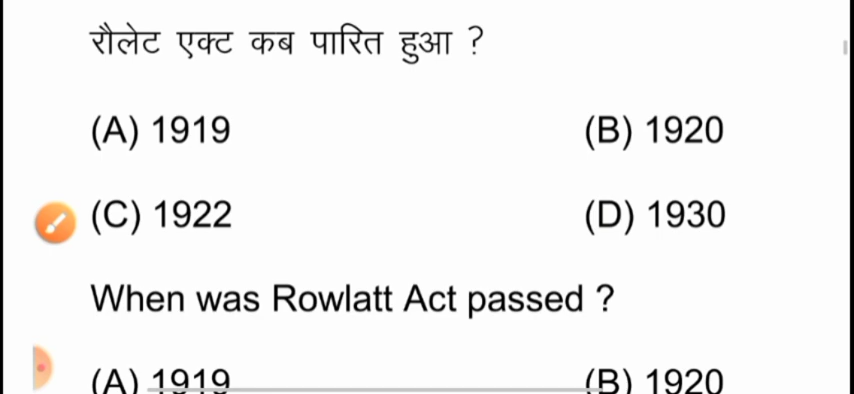 रौलेट एक्ट कब पारित हुआ ?
(A) 1919 (B) 1920
(C) 1922 (D) 1930
When was Rowlatt Act passed ?
(A) 1919 (B) 1920